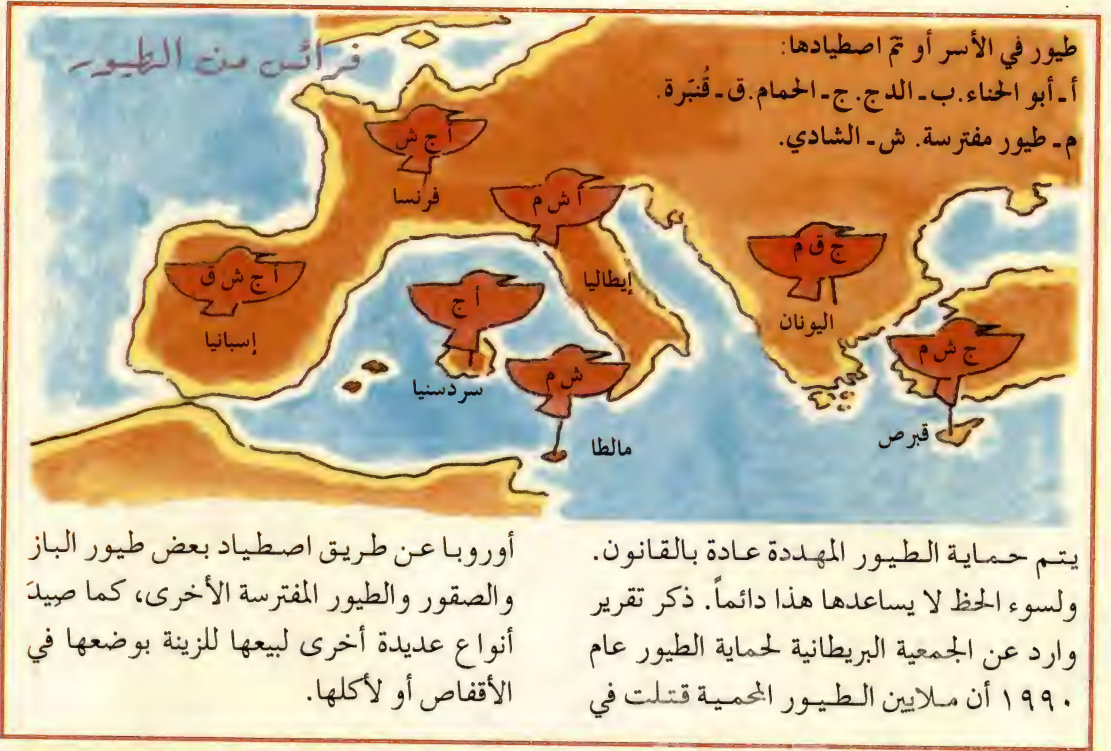 فرائس من الطيور
طيور في الأسر أو تمّ اصطيادها:
أ ـ أبو الحناء. ب ـ الدج. ج ـ الحمام. ق ـ قُنبَرة.
م ـ طيور مفترسة. ش ـ الشادي.
أ ج ش
فرنسا
أ ش م
إيطاليا
ج ق م
اليونان
أ ج ش ق
إسبانيا
أ ج
سردسنيا
ش م
مالطا
ج ش م
قبرص
يتم حماية الطيور المهددة عادة بالقانون.
ولسوء الحظ لا يساعدها هذا دائماً. ذكر تقرير
وارد عن الجمعية البريطانية لحماية الطيور عام
١٩٩٠ أن ملايين الطيور المحمية قتلت في
أوروبا عن طريق اصطياد بعض طيور الباز
والصقور والطيور المفترسة الأخرى، كما صِيدَ
أنواع عديدة أخرى لبيعها للزينة بوضعها في
الأقفاص أو لأكلها.